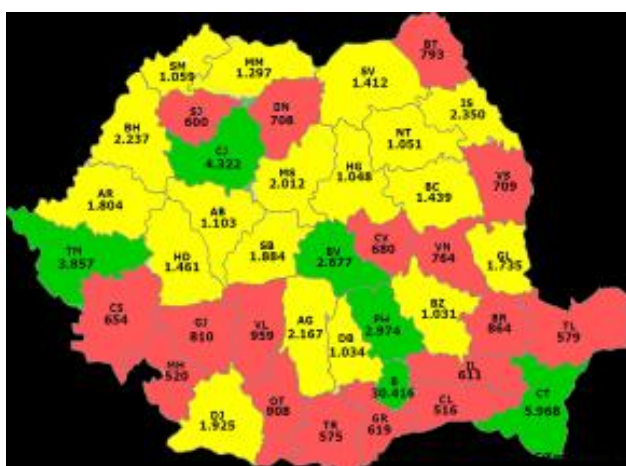 BT
793
SM
1.059
MM
1.297
SV
1.412
SJ
600
BN
708
IS
2.350
BH
2.237
CJ
4.322
NT
1.051
MS
2.012
HG
1.048
BC
1.439
VS
709
AR
1.804
AB
1.103
TM
3.857
HD
1.461
SB
1.884
BV
2.877
CV
680
VN
764
GL
1.735
CS
654
GJ
810
VL
959
AG
2.167
DB
1.034
PH
2.974
BZ
1.031
BR
864
TL
579
MH
520
IL
611
B
30.416
CT
5.968
DJ
1.925
OT
908
TR
575
GR
619
CL
516